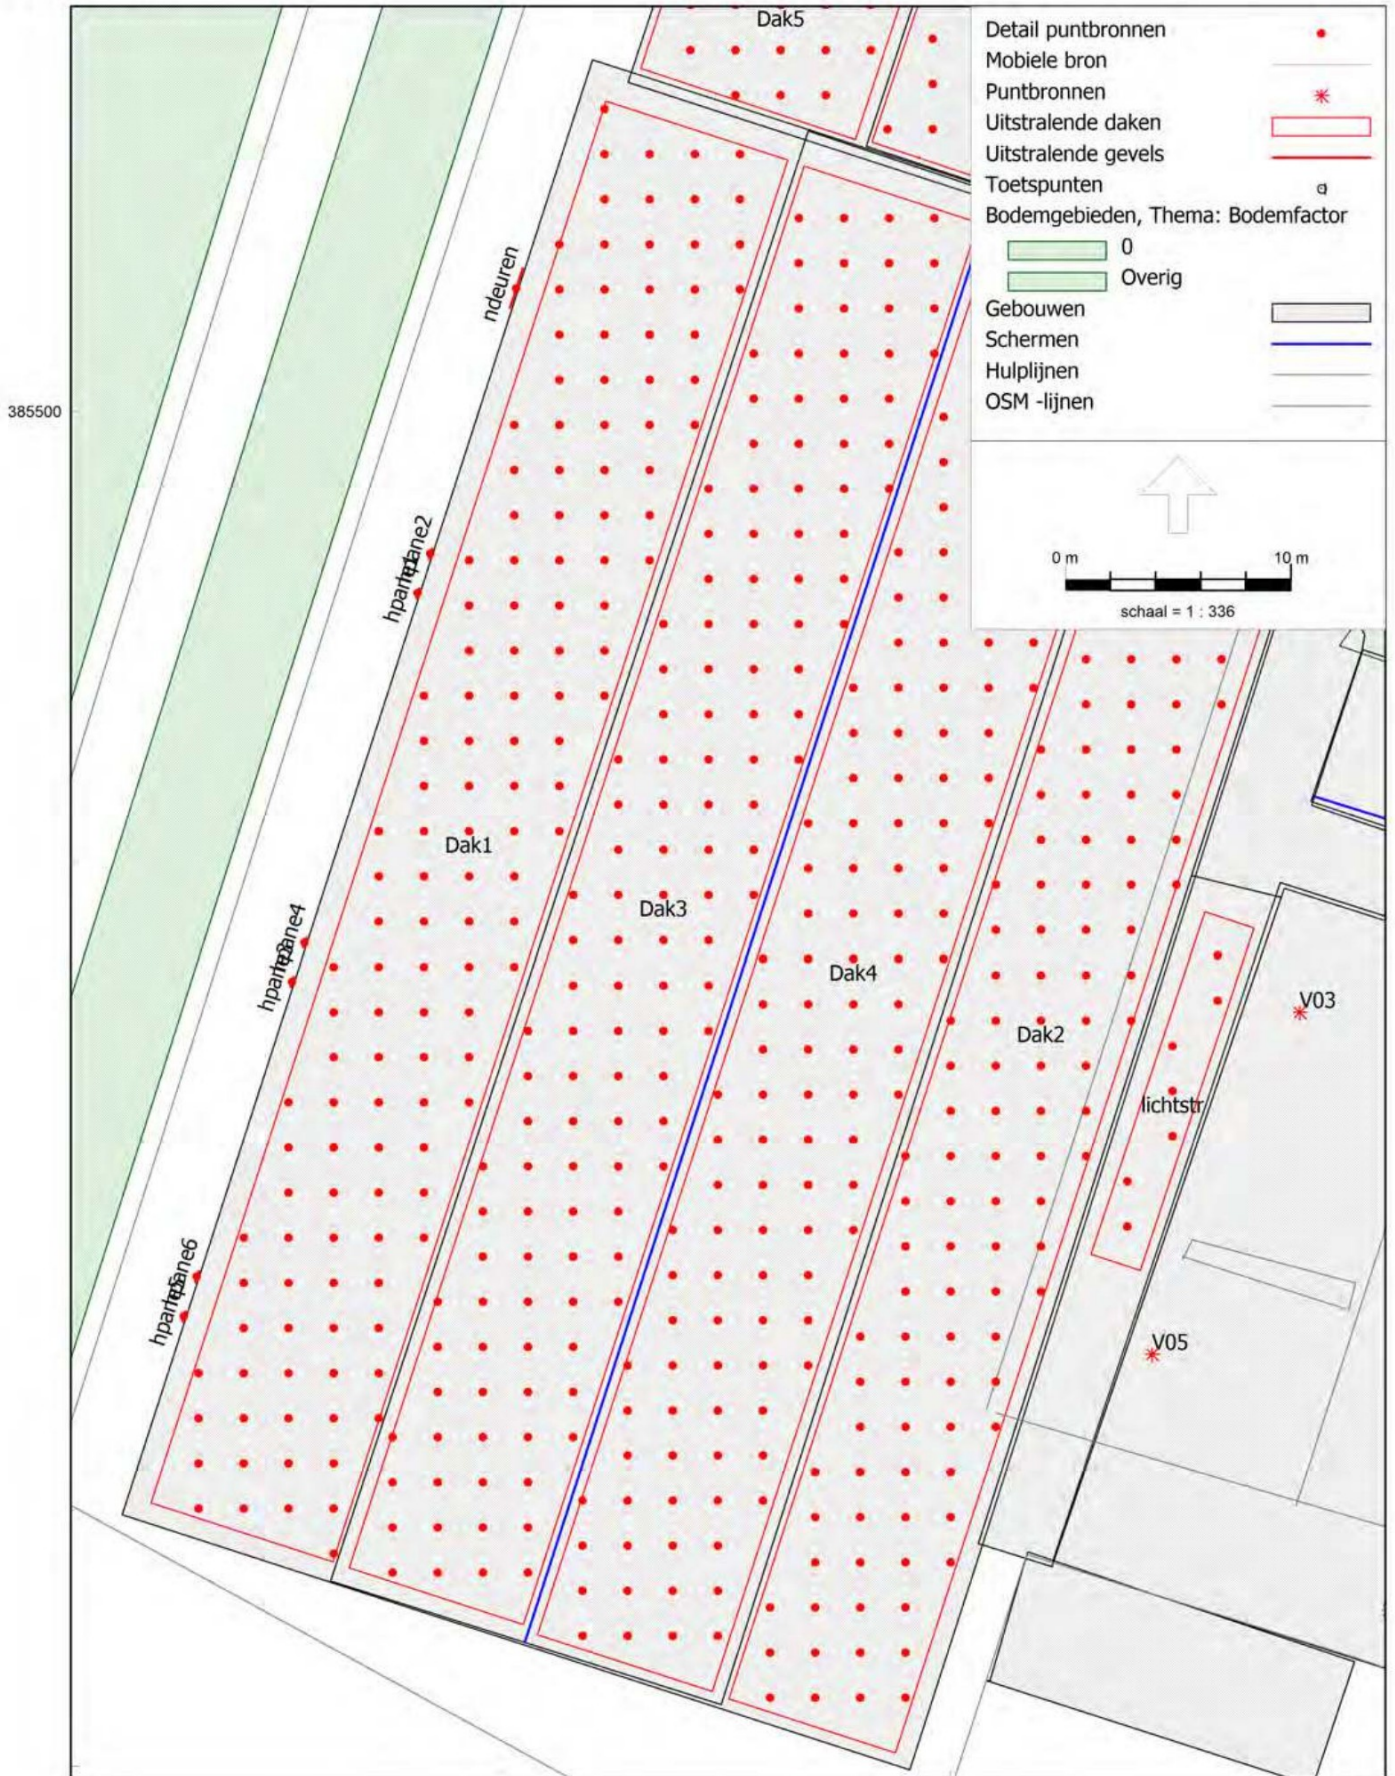 Dak5
Detail puntbronnen
Mobiele bron
Puntbronnen
Uitstralende daken
Uitstralende gevels
Toetspunten
Bodemgebieden, Thema: Bodemfactor
0
Overig
Gebouwen
Schermen
Hulplijnen
OSM -lijnen
0 m
10 m
schaal = 1 : 336
385500
ndeuren
Dak1
Dak3
Dak4
Dak2
V03
lichtstr
V05